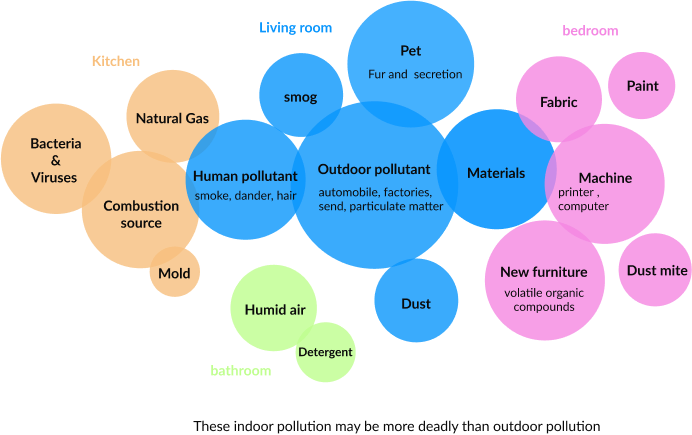 Living room
bedroom
Kitchen
Pet
Fur and secretion
smog
Fabric
Paint
Natural Gas
Bacteria
&
Viruses
Human pollutant
smoke, dander, hair
Outdoor pollutant
automobile, factories,
send, particulate matter
Materials
Machine
printer ,
computer
Combustion
source
Mold
New furniture
volatile organic
compounds
Dust mite
Humid air
Dust
Detergent
bathroom
These indoor pollution may be more deadly than outdoor pollution